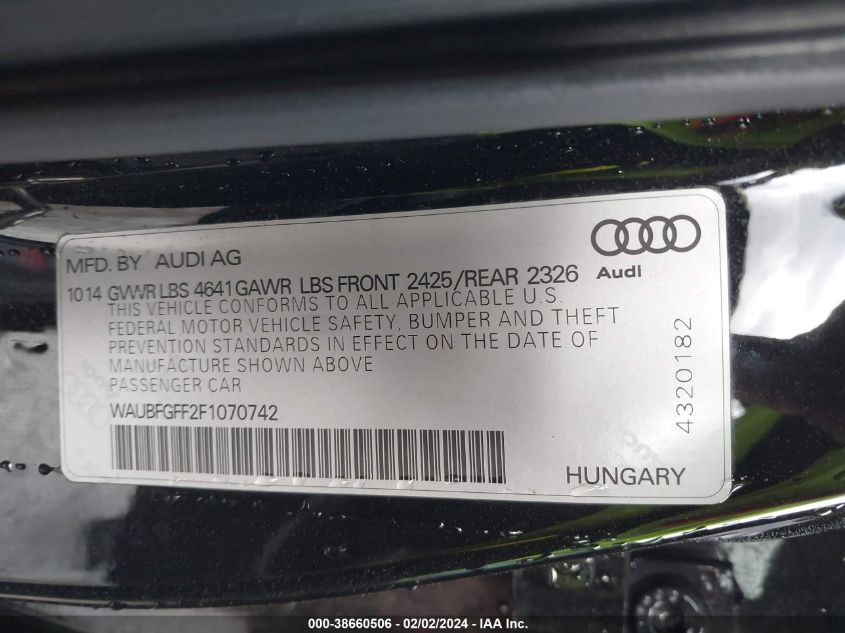 MFD. BY AUDI AG
Audi
1014 GVWR LBS 4641 GAWR LBS FRONT 2425/REAR 2326
THIS VEHICLE CONFORMS TO ALL APPLICABLE U.S.
FEDERAL MOTOR VEHICLE SAFETY, BUMPER AND THEFT
PREVENTION STANDARDS IN EFFECT ON THE DATE OF
MANUFACTURE SHOWN ABOVE
PASSENGER CAR
WAUBFGFF2F1070742
4320182
HUNGARY
000-38660506 - 02/02/2024 - IAA Inc.